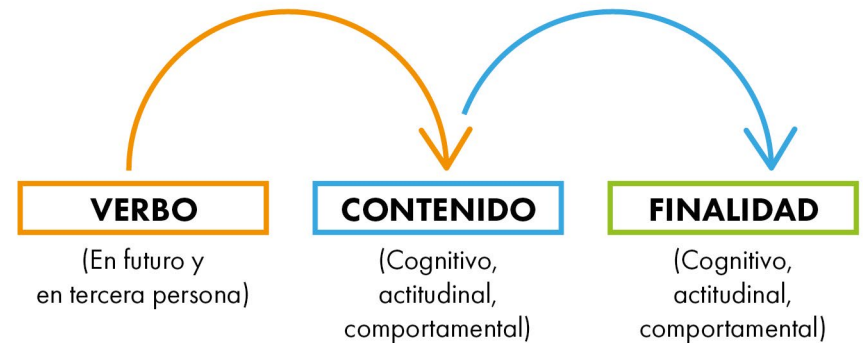 VERBO
(En futuro y
en tercera persona)
CONTENIDO
(Cognitivo,
actitudinal,
comportamental)
FINALIDAD
(Cognitivo,
actitudinal,
comportamental)